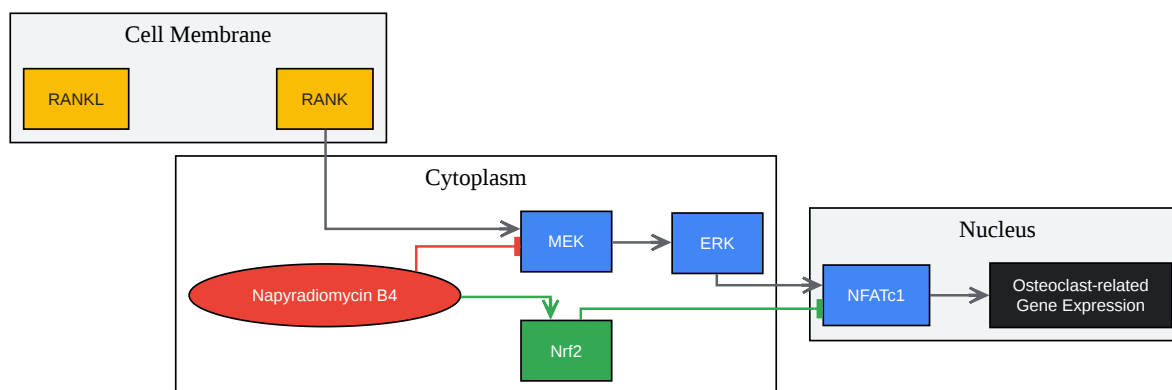 Cell Membrane
RANKL
RANK
Cytoplasm
MEK
ERK
Napyradiomycin B4
Nrf2
Nucleus
NFATc1
Osteoclast-related
Gene Expression